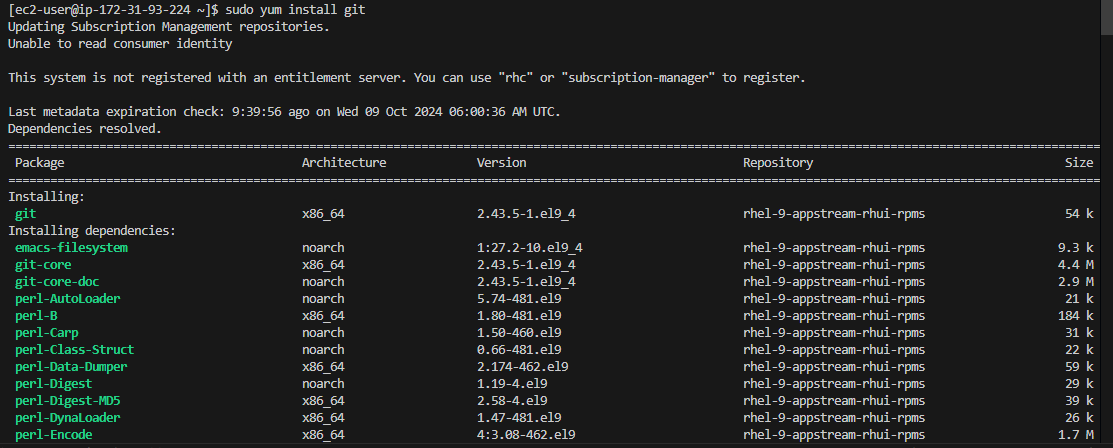 [ec2-user@ip-172-31-93-224 ~]$ sudo yum install git
Updating Subscription Management repositories.
Unable to read consumer identity
This system is not registered with an entitlement server. You can use "rhc" or "subscription-manager" to register.
Last metadata expiration check: 9:39:56 ago on Wed 09 Oct 2024 06:00:36 AM UTC.
Dependencies resolved.
Package Architecture Version Repository Size
Installing:
git x86_64 2.43.5-1.el9_4 rhel-9-appstream-rhui-rpms 54 k
Installing dependencies:
emacs-filesystem noarch 1:27.2-10.el9_4 rhel-9-appstream-rhui-rpms 9.3 k
git-core x86_64 2.43.5-1.el9_4 rhel-9-appstream-rhui-rpms 4.4 M
git-core-doc noarch 2.43.5-1.el9_4 rhel-9-appstream-rhui-rpms 2.9 M
perl-AutoLoader noarch 5.74-481.el9 rhel-9-appstream-rhui-rpms 21 k
perl-B x86_64 1.80-481.el9 rhel-9-appstream-rhui-rpms 184 k
perl-Carp noarch 1.50-460.el9 rhel-9-appstream-rhui-rpms 31 k
perl-Class-Struct noarch 0.66-481.el9 rhel-9-appstream-rhui-rpms 22 k
perl-Data-Dumper x86_64 2.174-462.el9 rhel-9-appstream-rhui-rpms 59 k
perl-Digest noarch 1.19-4.el9 rhel-9-appstream-rhui-rpms 29 k
perl-Digest-MD5 x86_64 2.58-4.el9 rhel-9-appstream-rhui-rpms 39 k
perl-DynaLoader x86_64 1.47-481.el9 rhel-9-appstream-rhui-rpms 26 k
perl-Encode x86_64 4:3.08-462.el9 rhel-9-appstream-rhui-rpms 1.7 M